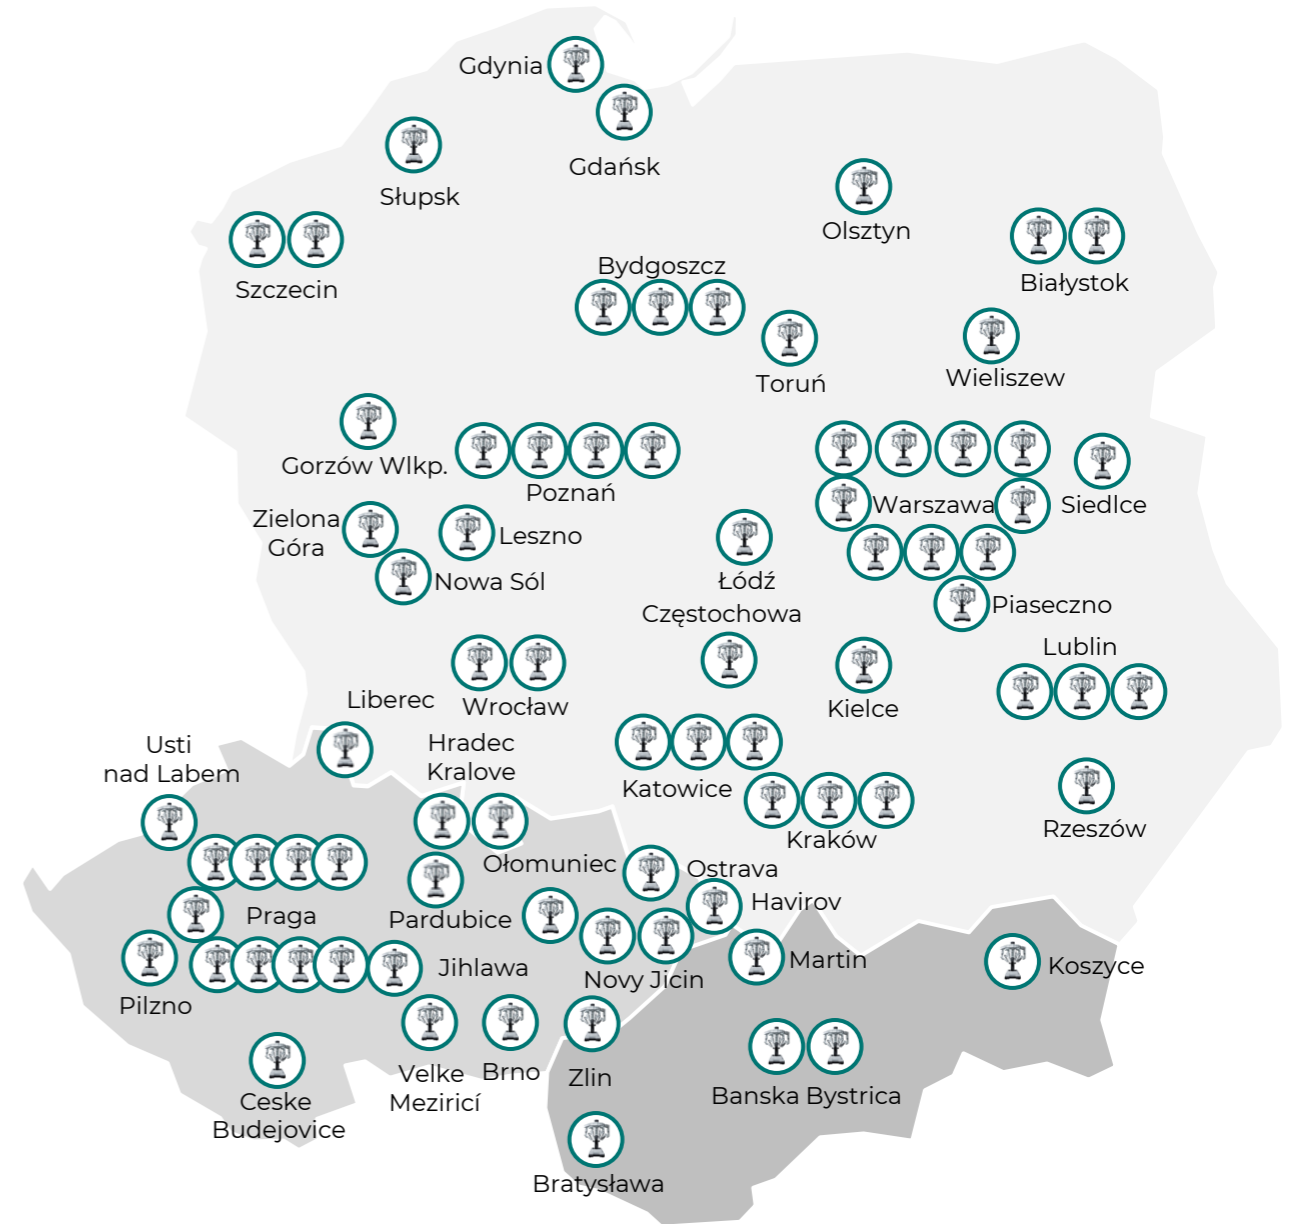 Gdynia
Gdańsk
Słupsk
Olsztyn
Szczecin
Bydgoszcz
Białystok
Toruń
Wieliszew
Gorzów Wlkp.
Poznań
Warszawa
Siedlce
Zielona
Góra
Leszno
Nowa Sól
Łódź
Piaseczno
Częstochowa
Lublin
Wrocław
Kielce
Liberec
Usti
nad Labem
Hradec
Kralove
Katowice
Kraków
Rzeszów
Ołomuniec
Ostrava
Havirov
Praga
Pardubice
Pilzno
Jihlawa
Novy Jicin
Martin
Koszyce
Ceske
Budejovice
Velke
Meziricí
Brno
Zlin
Banska Bystrica
Bratysława